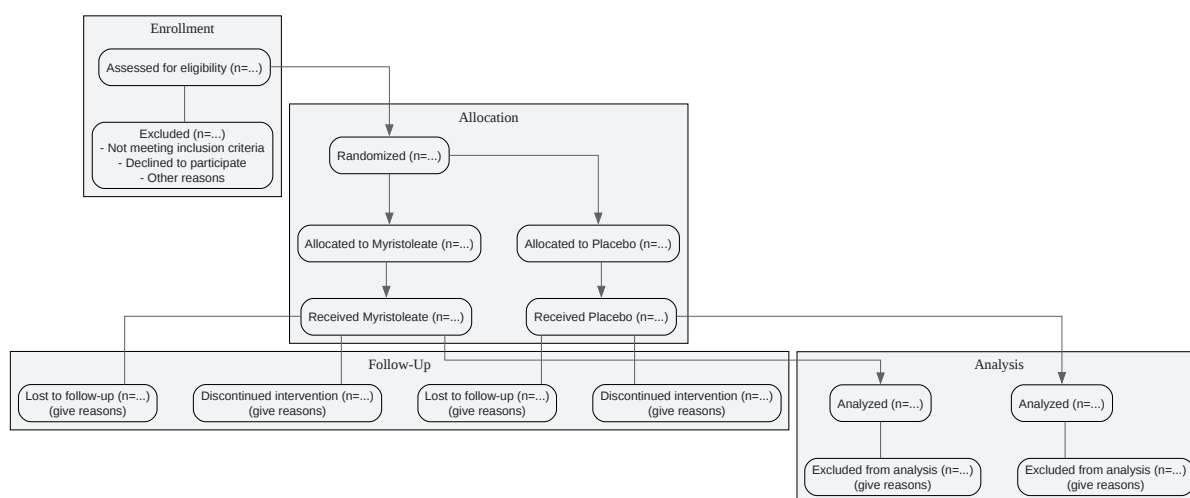 Enrollment
Assessed for eligibility (n=...)
Excluded (n=...)
- Not meeting inclusion criteria
- Declined to participate
- Other reasons
Allocation
Randomized (n=...)
Allocated to Myristoleate (n=...)
Allocated to Placebo (n=...)
Received Myristoleate (n=...)
Received Placebo (n=...)
Follow-Up
Lost to follow-up (n=...)
(give reasons)
Discontinued intervention (n=...)
(give reasons)
Lost to follow-up (n=...)
(give reasons)
Discontinued intervention (n=...)
(give reasons)
Analysis
Analyzed (n=...)
Analyzed (n=...)
Excluded from analysis (n=...)
(give reasons)
Excluded from analysis (n=...)
(give reasons)